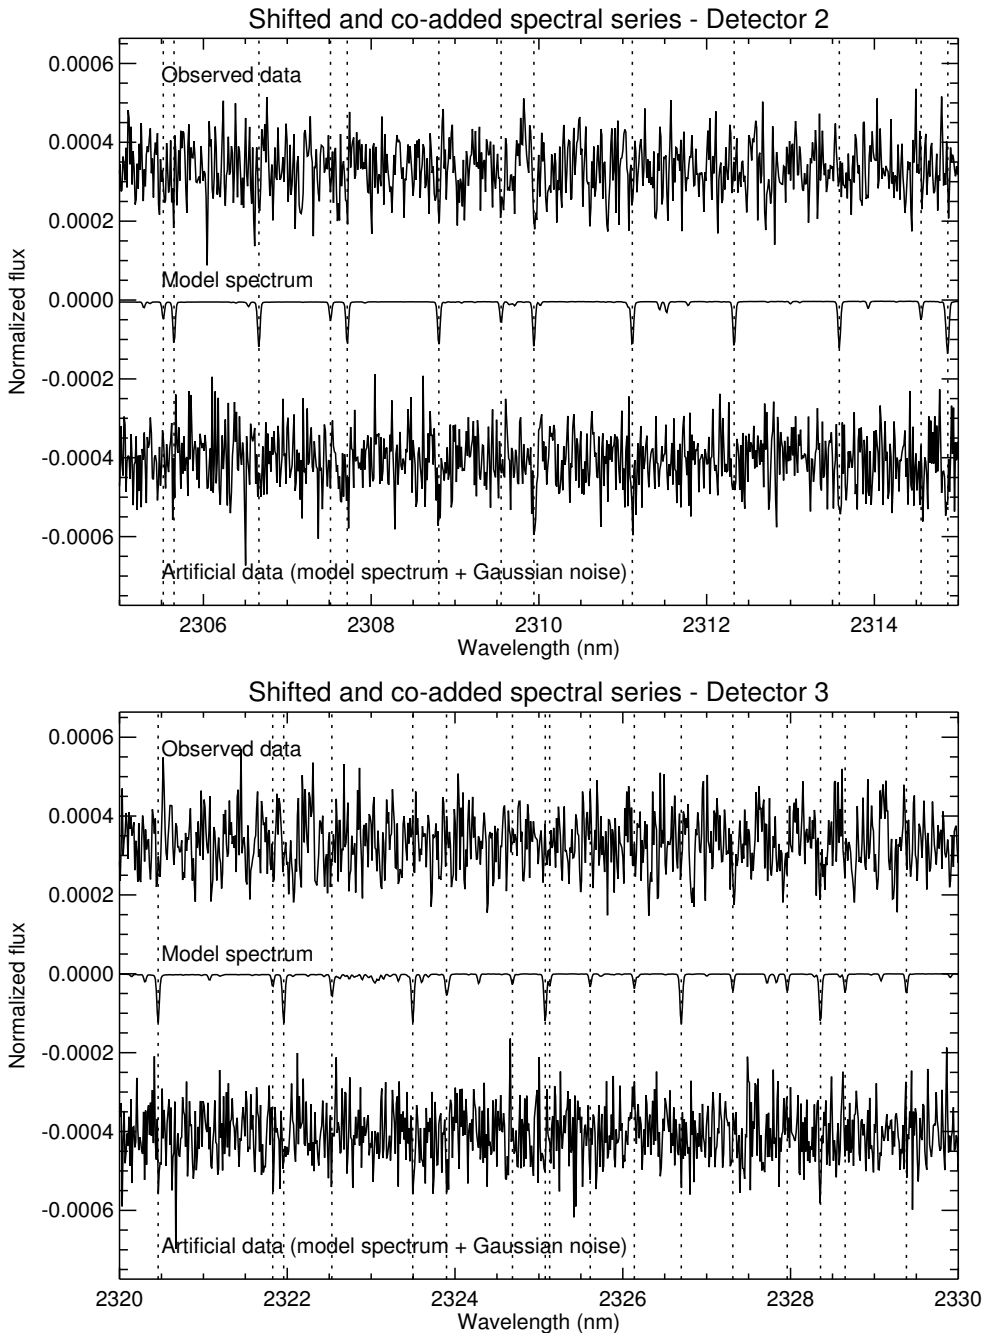 Shifted and co-added spectral series - Detector 2
0.0006
Observed data
0.0004
0.0002
Model spectrum
0.0000
-0.0002
-0.0004
-0.0006
Artificial data (model spectrum + Gaussian noise)
Normalized flux
2306 2308 2310 2312 2314
Wavelength (nm)
Shifted and co-added spectral series - Detector 3
0.0006
Observed data
0.0004
0.0002
Model spectrum
0.0000
-0.0002
-0.0004
-0.0006
Artificial data (model spectrum + Gaussian noise)
Normalized flux
2320 2322 2324 2326 2328 2330
Wavelength (nm)